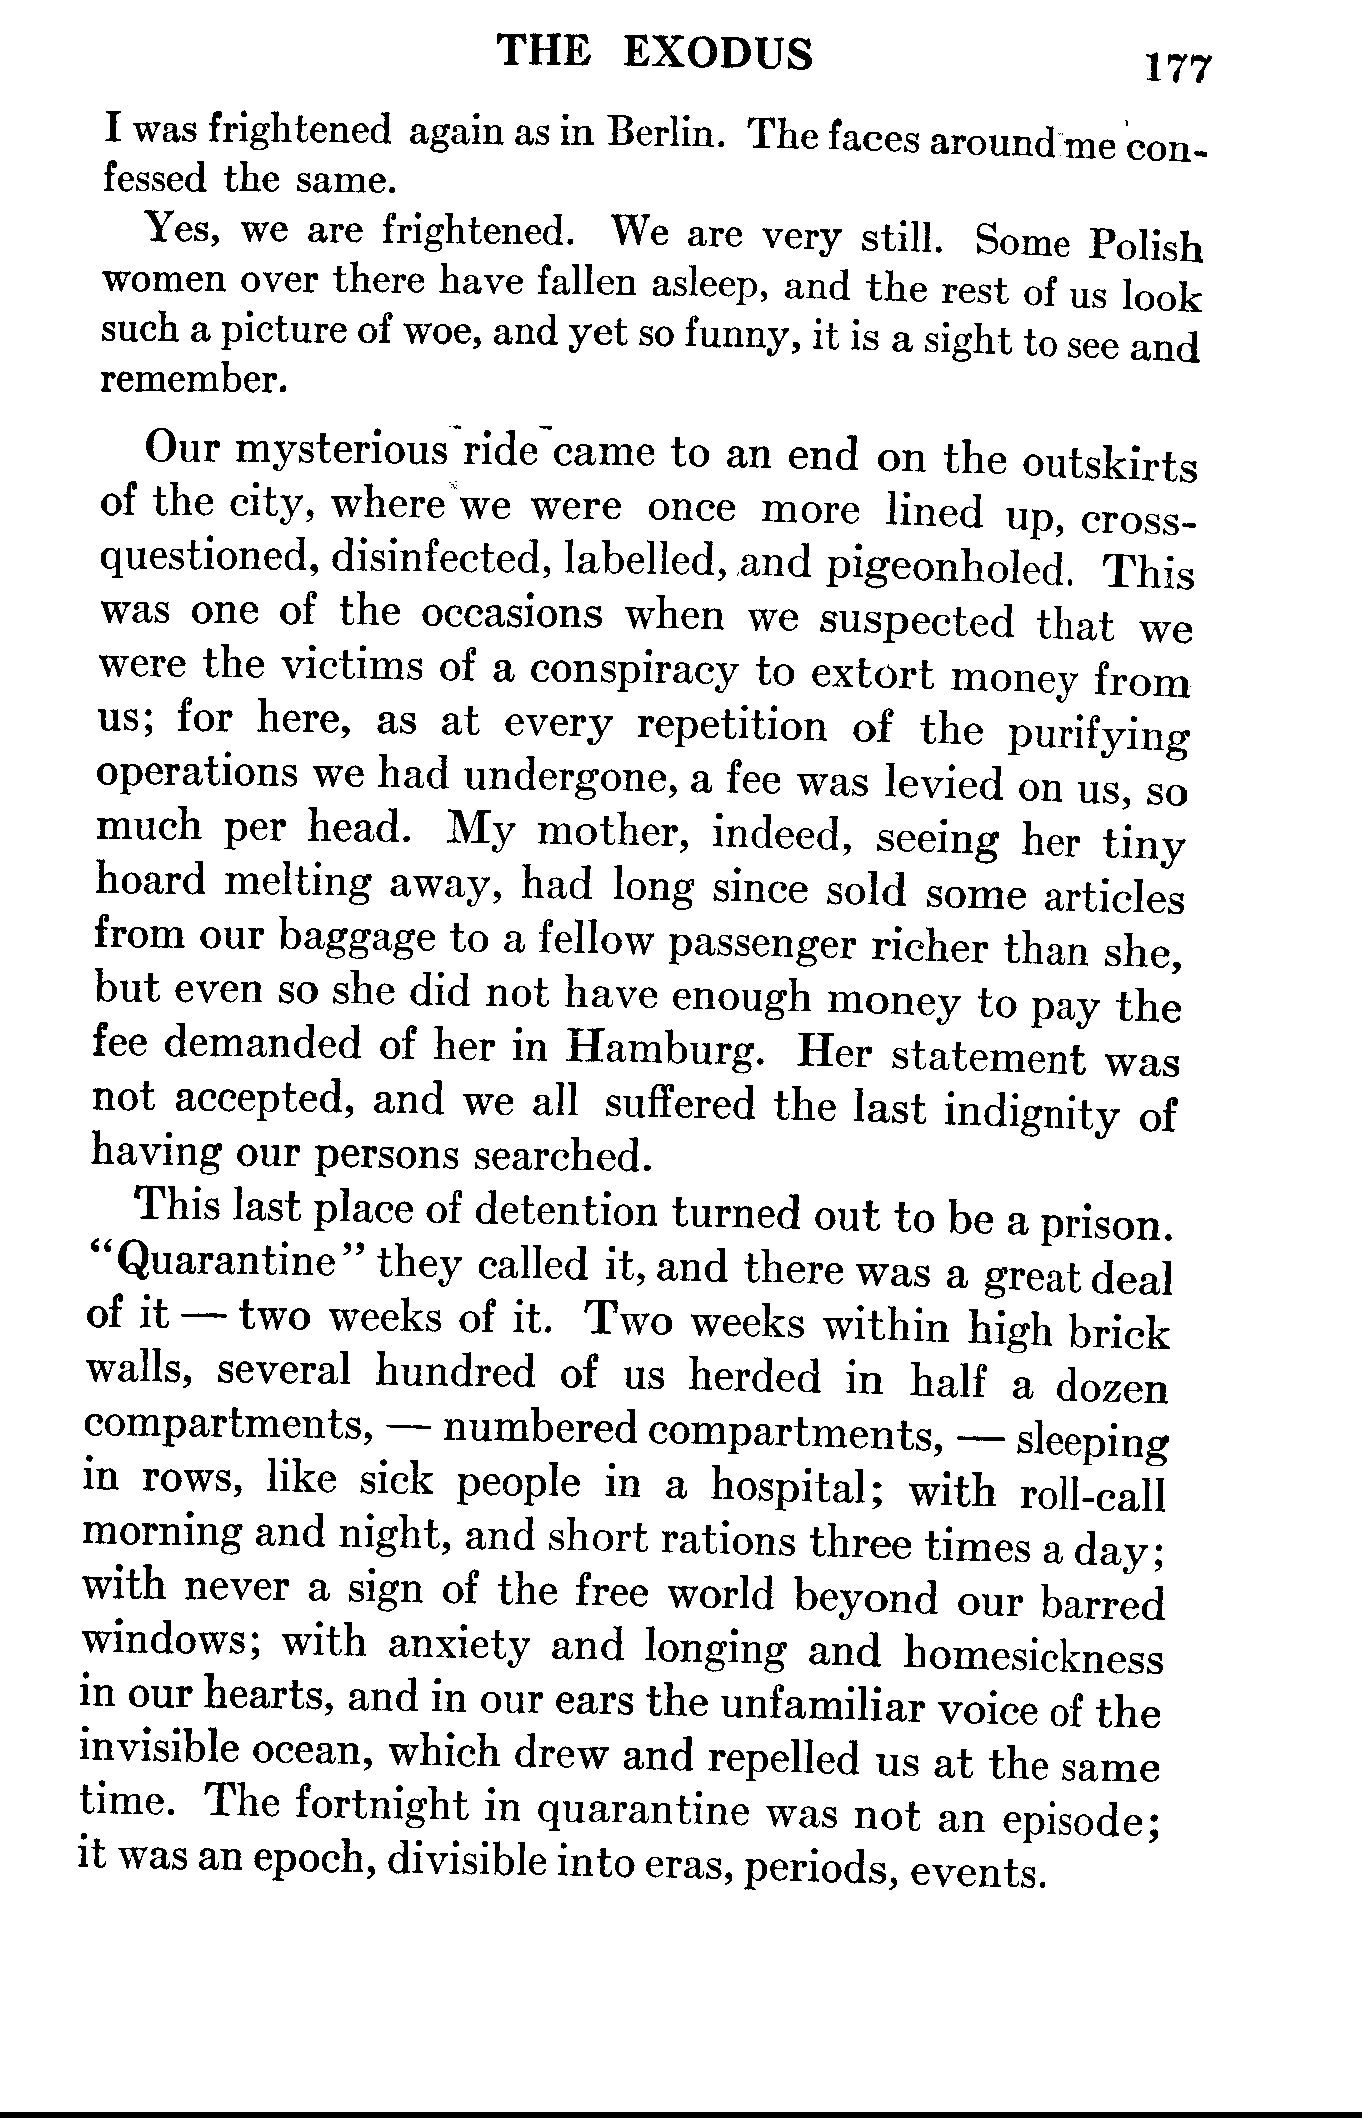 THE EXODUS 177
I was frightened again as in Berlin. The faces around me con-
fessed the same.
Yes, we are frightened. We are very still. Some Polish
women over there have fallen asleep, and the rest of us look
such a picture of woe, and yet so funny, it is a sight to see and
remember.
Our mysterious ride came to an end on the outskirts
of the city, where we were once more lined up, cross-
questioned, disinfected, labelled, and pigeonholed. This
was one of the occasions when we suspected that we
were the victims of a conspiracy to extort money from
us; for here, as at every repetition of the purifying
operations we had undergone, a fee was levied on us, so
much per head. My mother, indeed, seeing her tiny
hoard melting away, had long since sold some articles
from our baggage to a fellow passenger richer than she,
but even so she did not have enough money to pay the
fee demanded of her in Hamburg. Her statement was
not accepted, and we all suffered the last indignity of
having our persons searched.
This last place of detention turned out to be a prison.
“Quarantine” they called it, and there was a great deal
of it — two weeks of it. Two weeks within high brick
walls, several hundred of us herded in half a dozen
compartments, — numbered compartments, — sleeping
in rows, like sick people in a hospital; with roll-call
morning and night, and short rations three times a day;
with never a sign of the free world beyond our barred
windows; with anxiety and longing and homesickness
in our hearts, and in our ears the unfamiliar voice of the
invisible ocean, which drew and repelled us at the same
time. The fortnight in quarantine was not an episode;
it was an epoch, divisible into eras, periods, events.